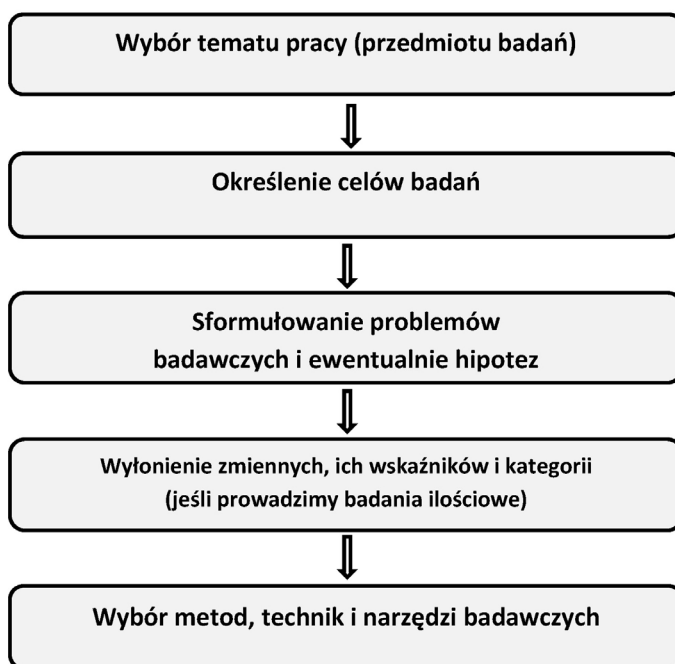 Wybór tematu pracy (przedmiotu badań)
Określenie celów badań
Sformułowanie problemów
badawczych i ewentualnie hipotez
Wyłonienie zmiennych, ich wskaźników i kategorii
(jeśli prowadzimy badania ilościowe)
Wybór metod, technik i narzędzi badawczych